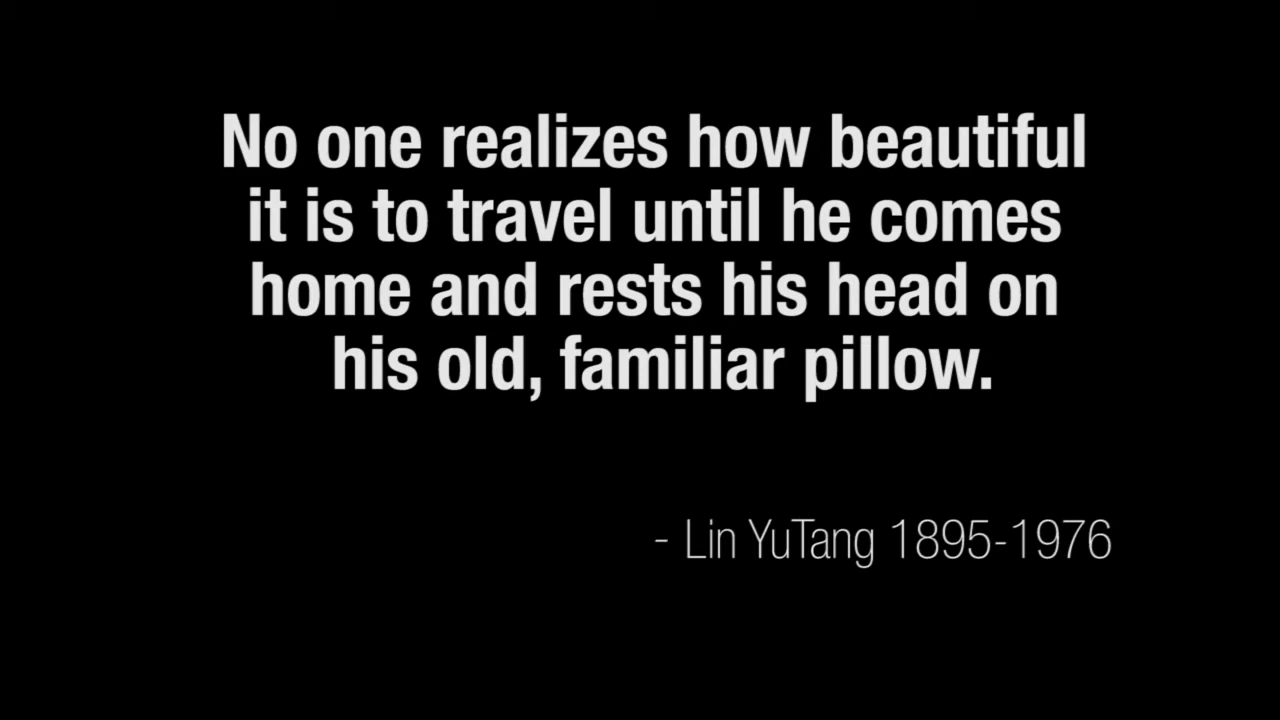 No one realizes how beautiful
it is to travel until he comes
home and rests his head on
his old, familiar pillow.
- Lin YuTang 1895-1976